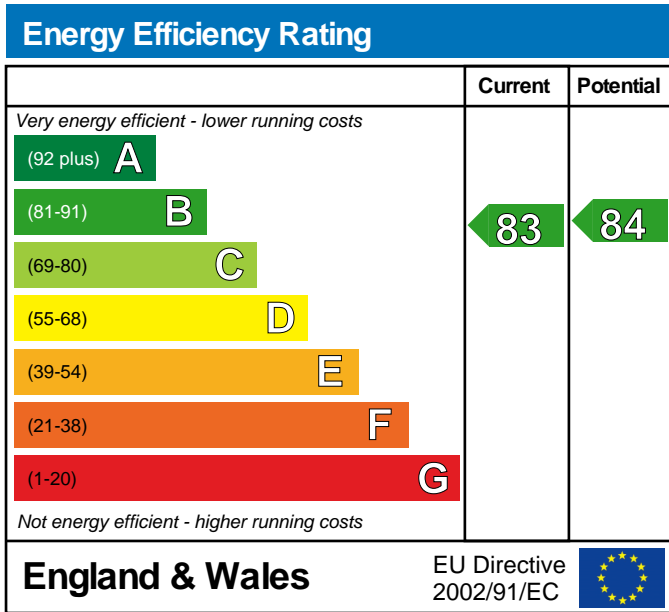 Energy Efficiency Rating
Current Potential
Very energy efficient - lower running costs
(92 plus) A
(81-91) B
83 84
(69-80) C
(55-68) D
(39-54) E
(21-38) F
(1-20) G
Not energy efficient - higher running costs
England & Wales
EU Directive
2002/91/EC